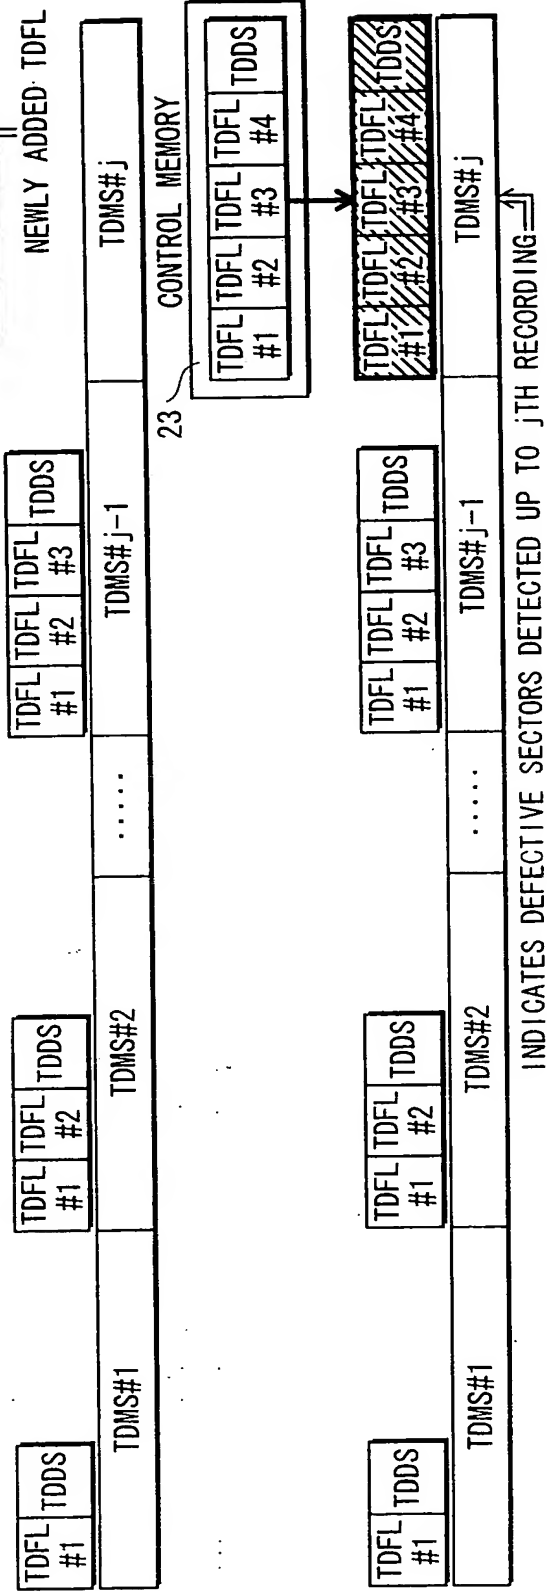 NEWLY ADDED TDFL
TDFL #1 TDDS
TDFL #1 TDFL #2 TDDS
TDFL #1 TDFL #2 TDFL #3 TDDS
TDMS#1 TDMS#2 ..... TDMS#j-1 TDMS#j
CONTROL MEMORY
23
TDFL #1 TDFL #2 TDFL #3 TDFL #4 TDDS
TDFL #1 TDDS
TDFL #1 TDFL #2 TDDS
TDFL #1 TDFL #2 TDFL #3 TDDS
TDFL #1 TDFL #2 TDFL #3 TDFL #4 TDDS
TDMS#1 TDMS#2 ..... TDMS#j-1 TDMS#j
INDICATES DEFECTIVE SECTORS DETECTED UP TO jTH RECORDING